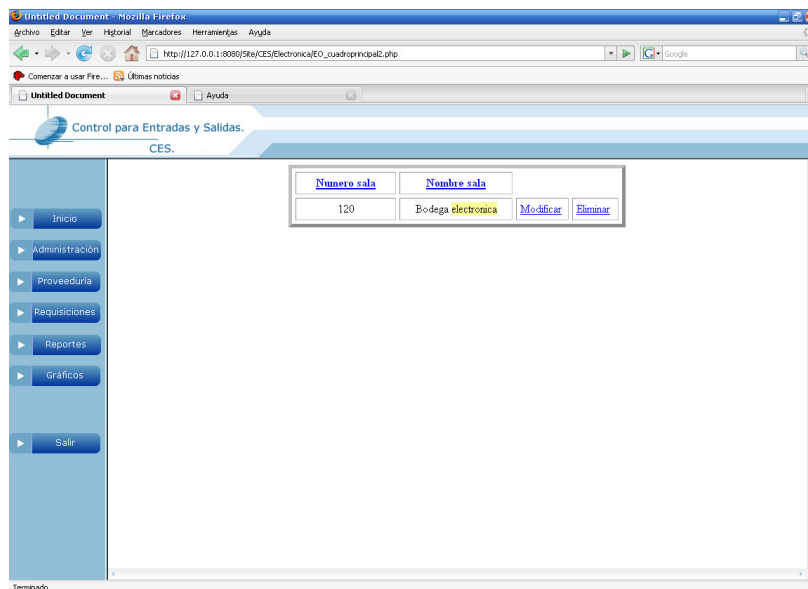 Untitled Document - Mozilla Firefox
Archivo Editar Ver Historial Marcadores Herramientas Ayuda
http://127.0.0.1:8080/Site/CES/Electronica/EO_cuadroprincipal2.php
G Google
Comenzar a usar Fire... Últimas noticias
Untitled Document Ayuda
Control para Entradas y Salidas.
CES.
Numero sala Nombre sala
120 Bodega electronica Modificar Eliminar
Inicio
Administración
Proveeduría
Requisiciones
Reportes
Gráficos
Salir
Terminado